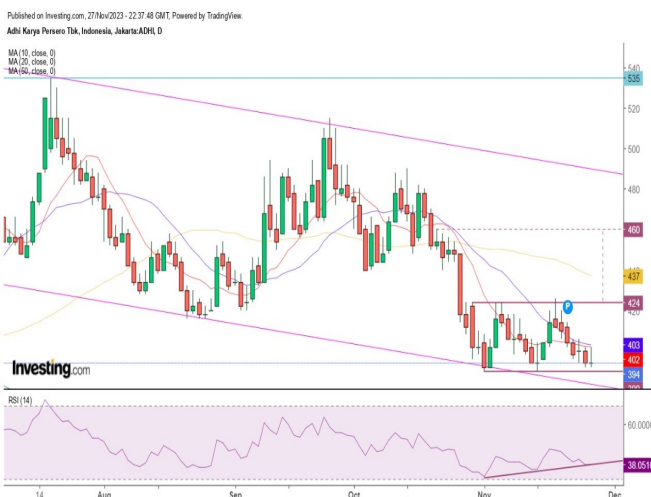 Published on Investing.com, 27/Nov/2023 - 22:37:48 GMT, Powered by TradingView.
Adhi Karya Persero Tbk, Indonesia, Jakarta:ADHI, D
MA (10, close, 0)
MA (20, close, 0)
MA (50, close, 0)
540
535
520
500
480
460
437
424
420
P
403
402
394
Investing.com
RSI (14)
60.0000
38.0510
14 Aug Sep Oct Nov Dec